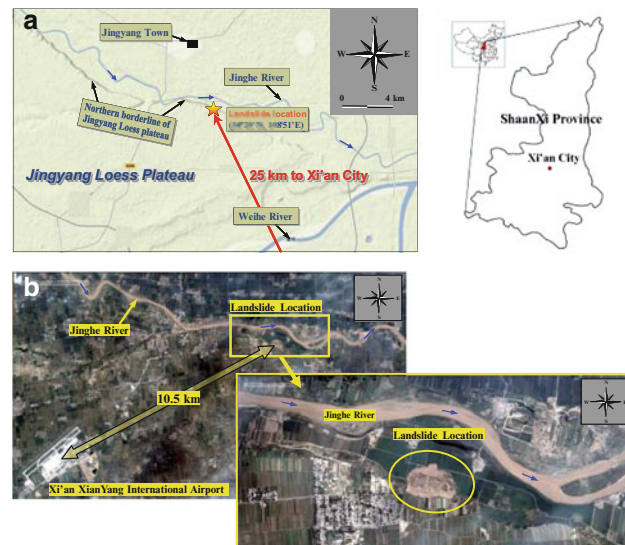 a
Jingyang Town
N
W
E
S
0 4 km
Jinghe River
Northern borderline of
Jingyang Loess plateau
Landslide location
108°51'E)
Jingyang Loess Plateau
25 km to Xi'an City
Weihe River
ShaanXi Province
Xi'an City
b
Landslide Location
Jinghe River
10.5 km
Xi'an XianYang International Airport
Jinghe River
Landslide Location